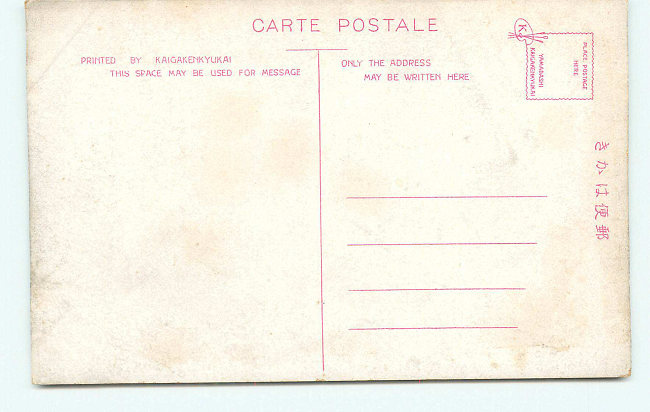 CARTE POSTALE
PRINTED BY KAIGAKENKYUKAI
THIS SPACE MAY BE USED FOR MESSAGE
ONLY THE ADDRESS
MAY BE WRITTEN HERE
K
PLACE POSTAGE
HERE
KAIGAKENKYUKAI
きかは便郵